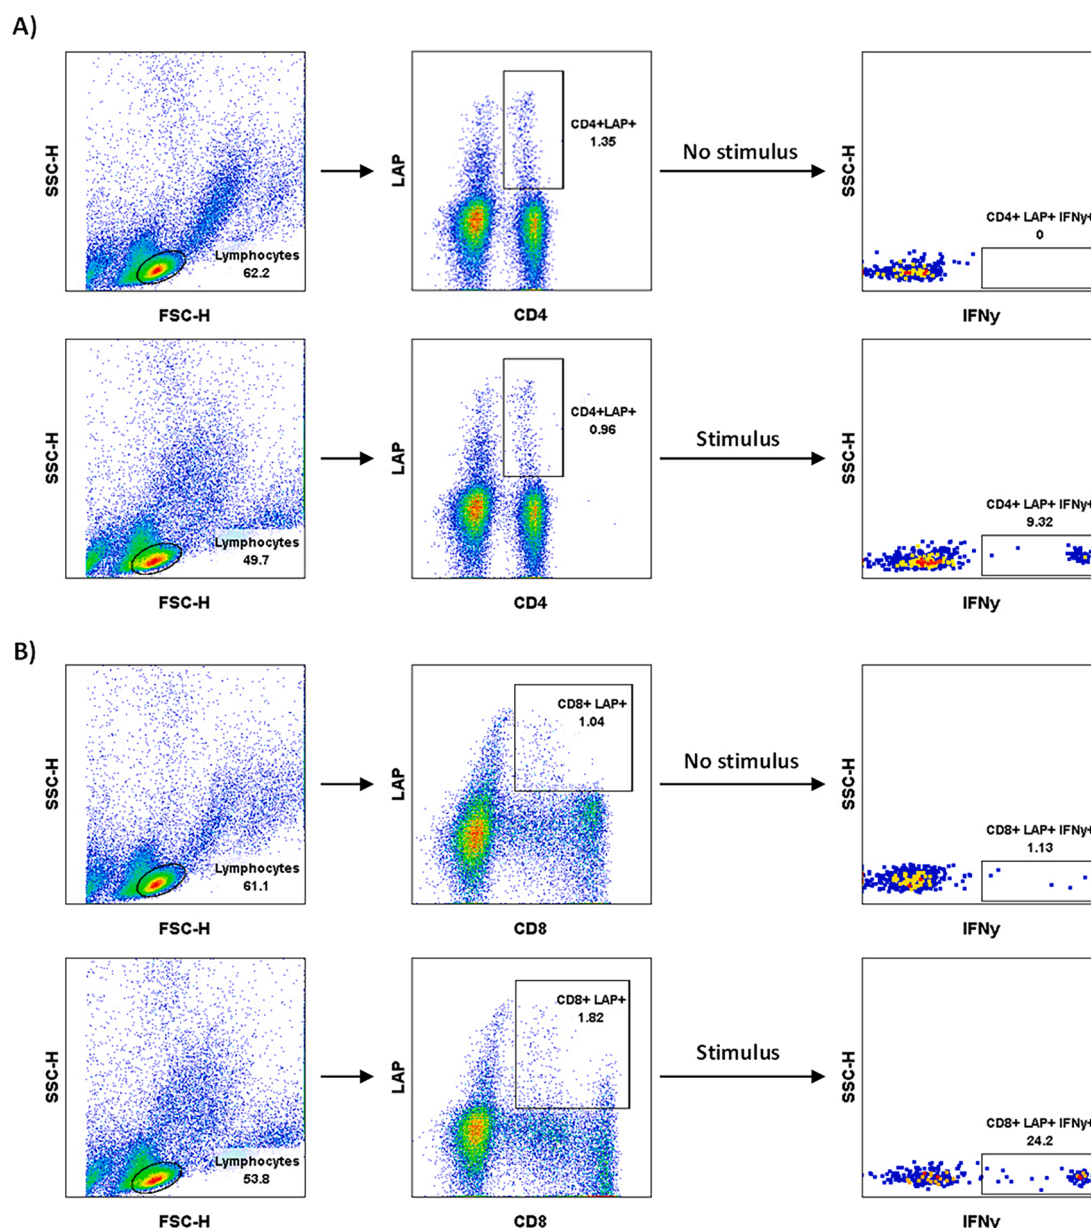 A)
SSC-H
Lymphocytes
62.2
FSC-H
LAP
CD4+LAP+
1.35
CD4
No stimulus
SSC-H
CD4+ LAP+ IFNy+
0
IFNy
SSC-H
Lymphocytes
49.7
FSC-H
LAP
CD4+LAP+
0.96
CD4
Stimulus
SSC-H
CD4+ LAP+ IFNy+
9.32
IFNy
B)
SSC-H
Lymphocytes
61.1
FSC-H
LAP
CD8+ LAP+
1.04
CD8
No stimulus
SSC-H
CD8+ LAP+ IFNy+
1.13
IFNy
SSC-H
Lymphocytes
53.8
FSC-H
LAP
CD8+ LAP+
1.82
CD8
Stimulus
SSC-H
CD8+ LAP+ IFNy+
24.2
IFNy